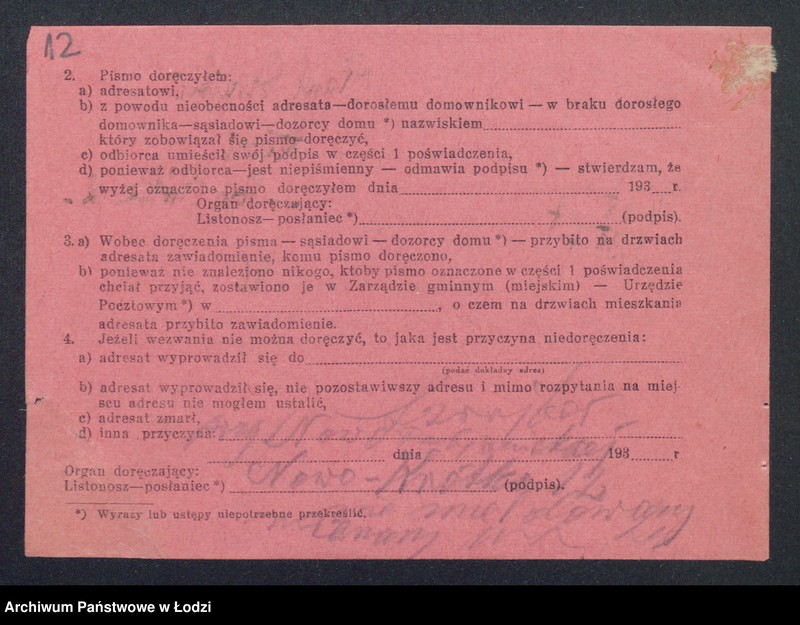 12
2. Pismo doręczyłem:
a) adresatowi,
b) z powodu nieobecności adresata—dorosłemu domownikowi — w braku dorosłego
domownika—sąsiadowi—dozorcy domu *) nazwiskiem
który zobowiązał się pismo doręczyć,
c) odbiorca umieścił swój podpis w części 1 poświadczenia,
d) ponieważ odbiorca—jest niepiśmienny — odmawia podpisu *) — stwierdzam, że
wyżej oznaczone pismo doręczyłem dnia 193 r.
Organ doręczający:
Listonosz—posłaniec *) (podpis).
3. a) Wobec doręczenia pisma — sąsiadowi — dozorcy domu *) — przybito na drzwiach
adresata zawiadomienie, komu pismo doręczono,
b) ponieważ nie znaleziono nikogo, ktoby pismo oznaczone w części 1 poświadczenia
chciał przyjąć, zostawiono je w Zarządzie gminnym (miejskim) — Urzędzie
Pocztowym *) w , o czem na drzwiach mieszkania
adresata przybito zawiadomienie.
4. Jeżeli wezwania nie można doręczyć, to jaka jest przyczyna niedoręczenia:
a) adresat wyprowadził się do
(podać dokładny adres)
b) adresat wyprowadził się, nie pozostawiwszy adresu i mimo rozpytania na miej-
scu adresu nie mogłem ustalić,
c) adresat zmarł,
d) inna przyczyna:
dnia 193 r
Organ doręczający:
Nowo-
Listonosz—posłaniec *) (podpis).
*) Wyrazy lub ustępy niepotrzebne przekreślić.
Archiwum Państwowe w Łodzi